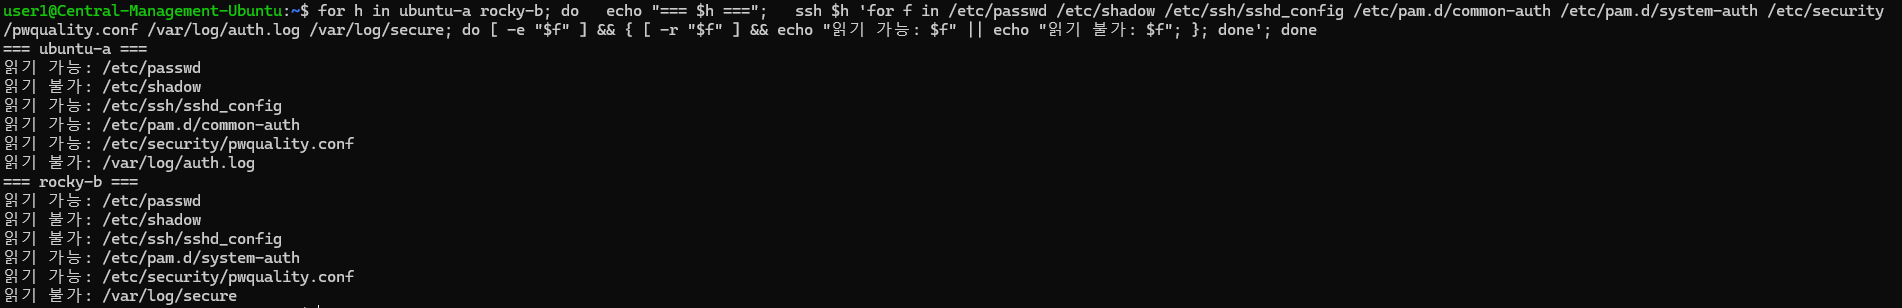 user1@Central-Management-Ubuntu:~$ for h in ubuntu-a rocky-b; do   echo "=== $h ===";   ssh $h 'for f in /etc/passwd /etc/shadow /etc/ssh/sshd_config /etc/pam.d/common-auth /etc/pam.d/system-auth /etc/security
/pwquality.conf /var/log/auth.log /var/log/secure; do [ -e "$f" ] && { [ -r "$f" ] && echo "읽기 가능: $f" || echo "읽기 불가: $f"; }; done'; done
=== ubuntu-a ===
읽기 가능: /etc/passwd
읽기 불가: /etc/shadow
읽기 가능: /etc/ssh/sshd_config
읽기 가능: /etc/pam.d/common-auth
읽기 가능: /etc/security/pwquality.conf
읽기 불가: /var/log/auth.log
=== rocky-b ===
읽기 가능: /etc/passwd
읽기 불가: /etc/shadow
읽기 불가: /etc/ssh/sshd_config
읽기 가능: /etc/pam.d/system-auth
읽기 가능: /etc/security/pwquality.conf
읽기 불가: /var/log/secure